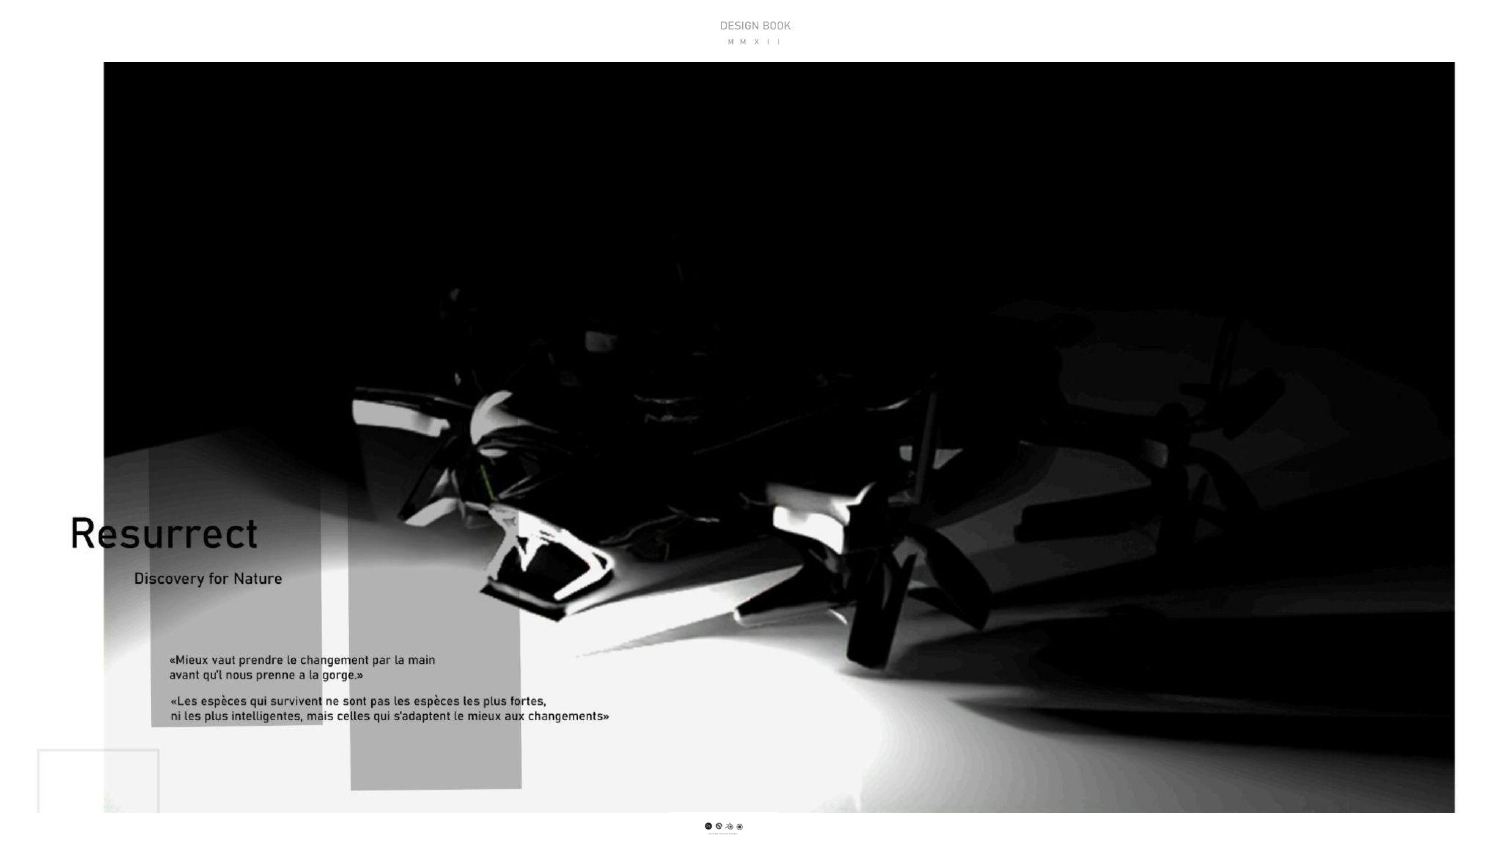 DESIGN BOOK
M M X I I
Resurrect
Discovery for Nature
«Mieux vaut prendre le changement par la main
avant qu'l nous prenne a la gorge.»
«Les espèces qui survivent ne sont pas les espèces les plus fortes,
ni les plus intelligentes, mais celles qui s'adaptent le mieux aux changements»